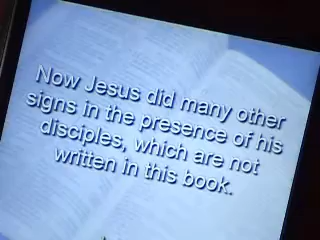 Now Jesus did many other
signs in the presence of his
disciples, which are not
written in this book.